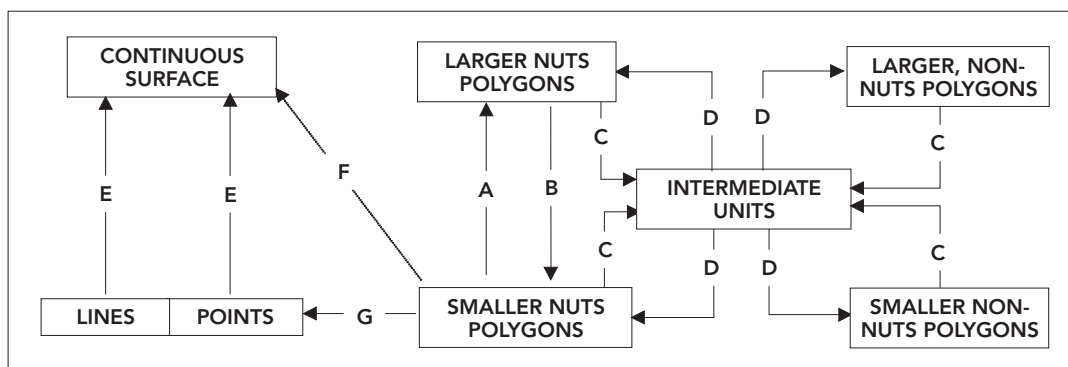 CONTINUOUS
SURFACE
LARGER NUTS
POLYGONS
LARGER, NON-
NUTS POLYGONS
D
D
C
C
F
E
E
A
B
INTERMEDIATE
UNITS
C
D
D
C
LINES
POINTS
G
SMALLER NUTS
POLYGONS
SMALLER NON-
NUTS POLYGONS